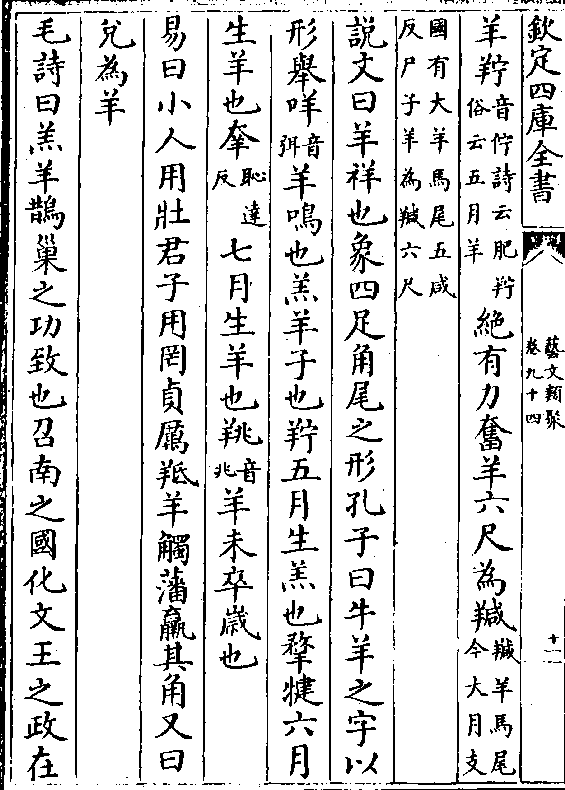 欽定四庫全書
藝文類聚
卷九十四
十一
羊羜音佇詩云肥羜
俗云五月羊絶有力奮羊六尺為羬羬羊馬尾
今大月支
國有大羊馬尾五咸
反尸子羊為羬六尺
說文曰羊祥也象四足角尾之形孔子曰牛羊之字以
形舉咩音
弭羊鳴也羔羊子也羜五月生羔也䍮揵六月
生羊也羍恥達
反七月生羊也羜音
兆羊未卒嵗也
易曰小人用壯君子用罔貞厲羝羊觸藩羸其角又曰
兌為羊
毛詩曰羔羊鵲巢之功致也召南之國化文王之政在